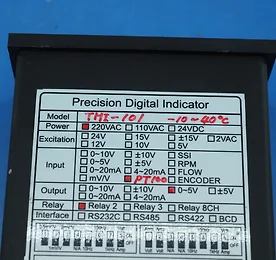 Precision Digital Indicator
Model THI-101 -10~40°C
Power 220VAC 110VAC 24VDC
Excitation 24V 15V ±15V ±2VAC
12V 10V 5V
Input 0~10V ±10V SSI
0~5V ±5V RPM
0~20mA 4~20mA FLOW
mV/V PT100 ENCODER
Output 0~10V ±10V 0~5V ±5V
0~20mA 4~20mA
Relay Relay 2 Relay 3 Relay 8CH
Interface RS232C RS485 RS422 BCD